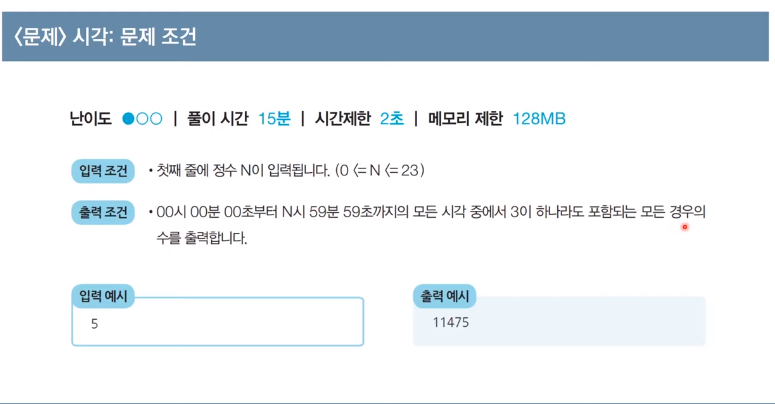 〈문제〉 시각: 문제 조건
난이도 ●○○ | 풀이 시간 15분 | 시간제한 2초 | 메모리 제한 128MB
입력 조건 • 첫째 줄에 정수 N이 입력됩니다. (0 <= N <= 23)
출력 조건 • 00시 00분 00초부터 N시 59분 59초까지의 모든 시각 중에서 3이 하나라도 포함되는 모든 경우의
수를 출력합니다.
입력 예시
5
출력 예시
11475